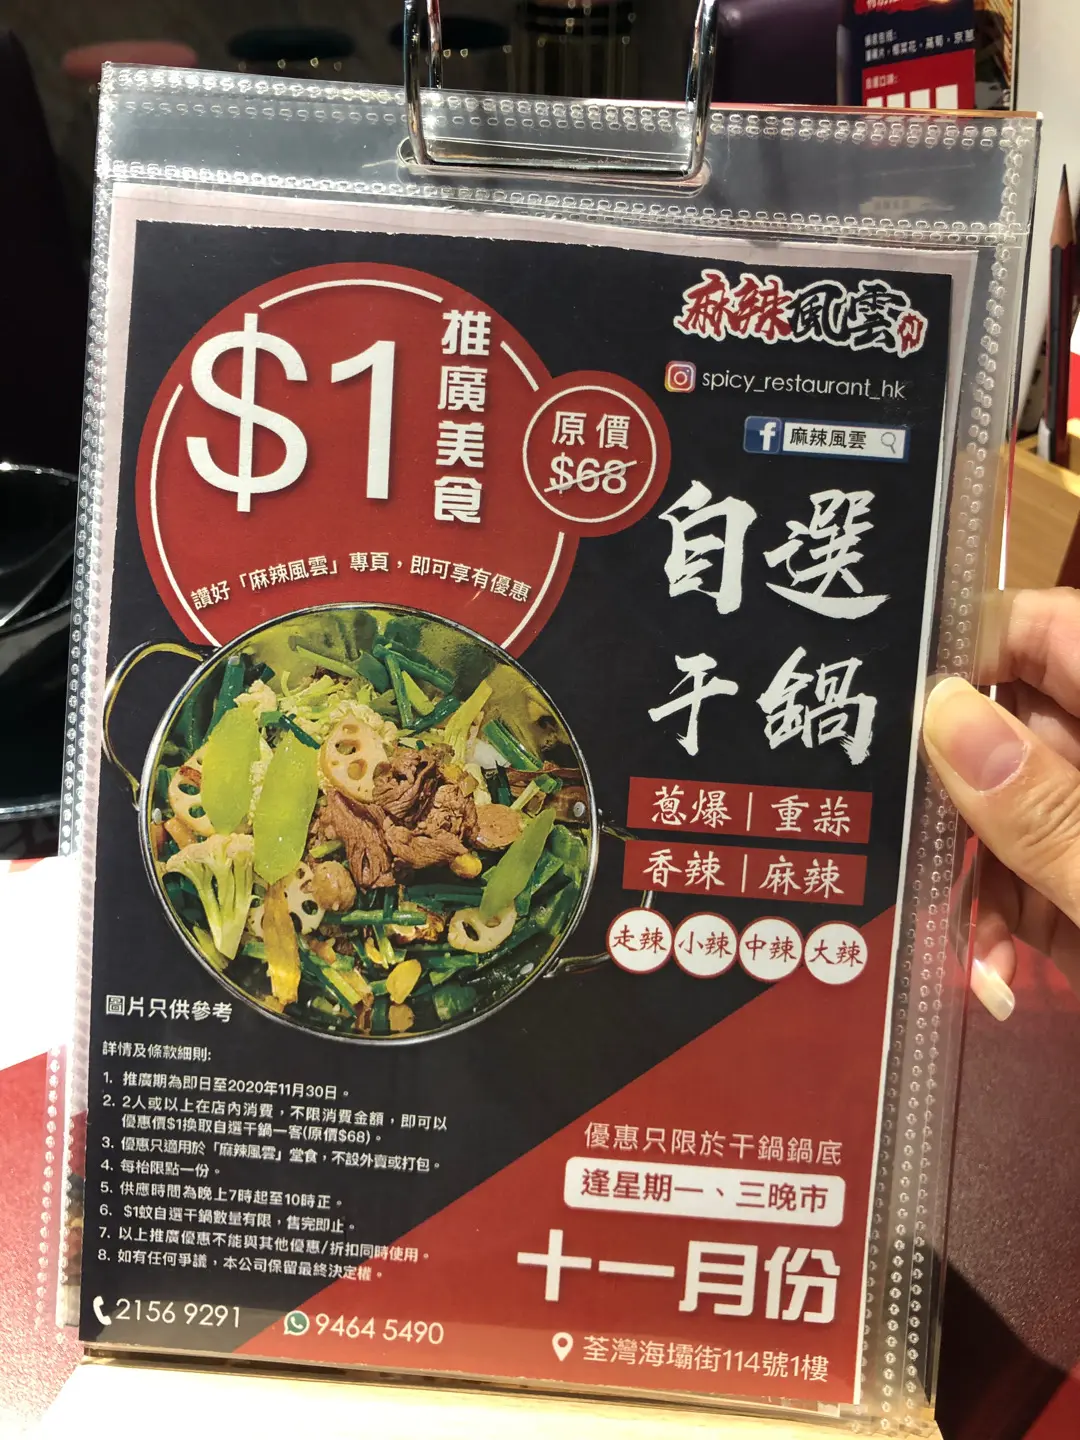 $1
推廣美食
原價
$68
讚好「麻辣風雲」專頁，即可享有優惠
麻辣風雲
spicy_restaurant_hk
麻辣風雲
自選
干鍋
葱爆｜重蒜
香辣｜麻辣
走辣 小辣 中辣 大辣
圖片只供參考
詳情及條款細則:
1. 推廣期為即日至2020年11月30日。
2. 2人或以上在店內消費，不限消費金額，即可以
優惠價$1換取自選干鍋一客(原價$68)。
3. 優惠只適用於「麻辣風雲」堂食，不設外賣或打包。
4. 每枱限點一份。
5. 供應時間為晚上7時起至10時正。
6. $1蚊自選干鍋數量有限，售完即止。
7. 以上推廣優惠不能與其他優惠/折扣同時使用。
8. 如有任何爭議，本公司保留最終決定權。
2156 9291
9464 5490
優惠只限於干鍋鍋底
逢星期一、三晚市
十一月份
荃灣海壩街114號1樓